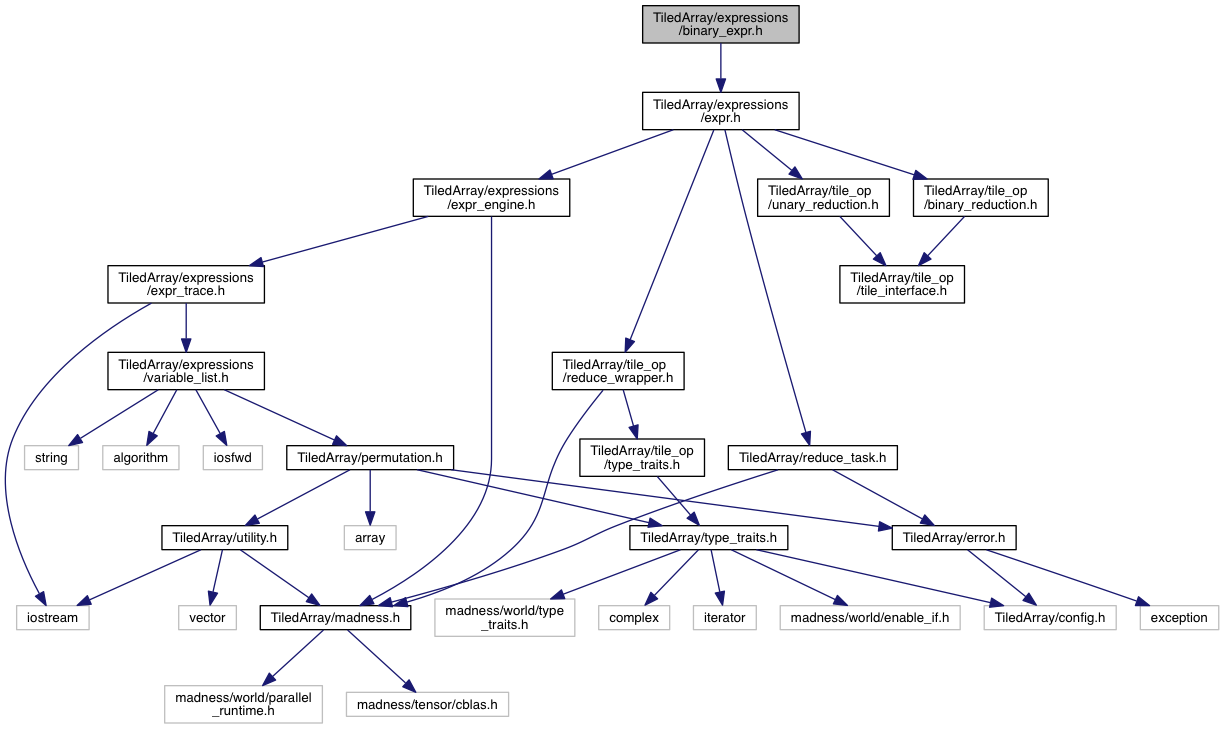 TiledArray/expressions
/binary_expr.h
TiledArray/expressions
/expr.h
TiledArray/expressions
/expr_engine.h
TiledArray/tile_op
/unary_reduction.h
TiledArray/tile_op
/binary_reduction.h
TiledArray/expressions
/expr_trace.h
TiledArray/tile_op
/tile_interface.h
TiledArray/expressions
/variable_list.h
TiledArray/tile_op
/reduce_wrapper.h
string
algorithm
iosfwd
TiledArray/permutation.h
TiledArray/tile_op
/type_traits.h
TiledArray/reduce_task.h
TiledArray/utility.h
array
TiledArray/type_traits.h
TiledArray/error.h
iostream
vector
TiledArray/madness.h
madness/world/type
_traits.h
complex
iterator
madness/world/enable_if.h
TiledArray/config.h
exception
madness/world/parallel
_runtime.h
madness/tensor/cblas.h